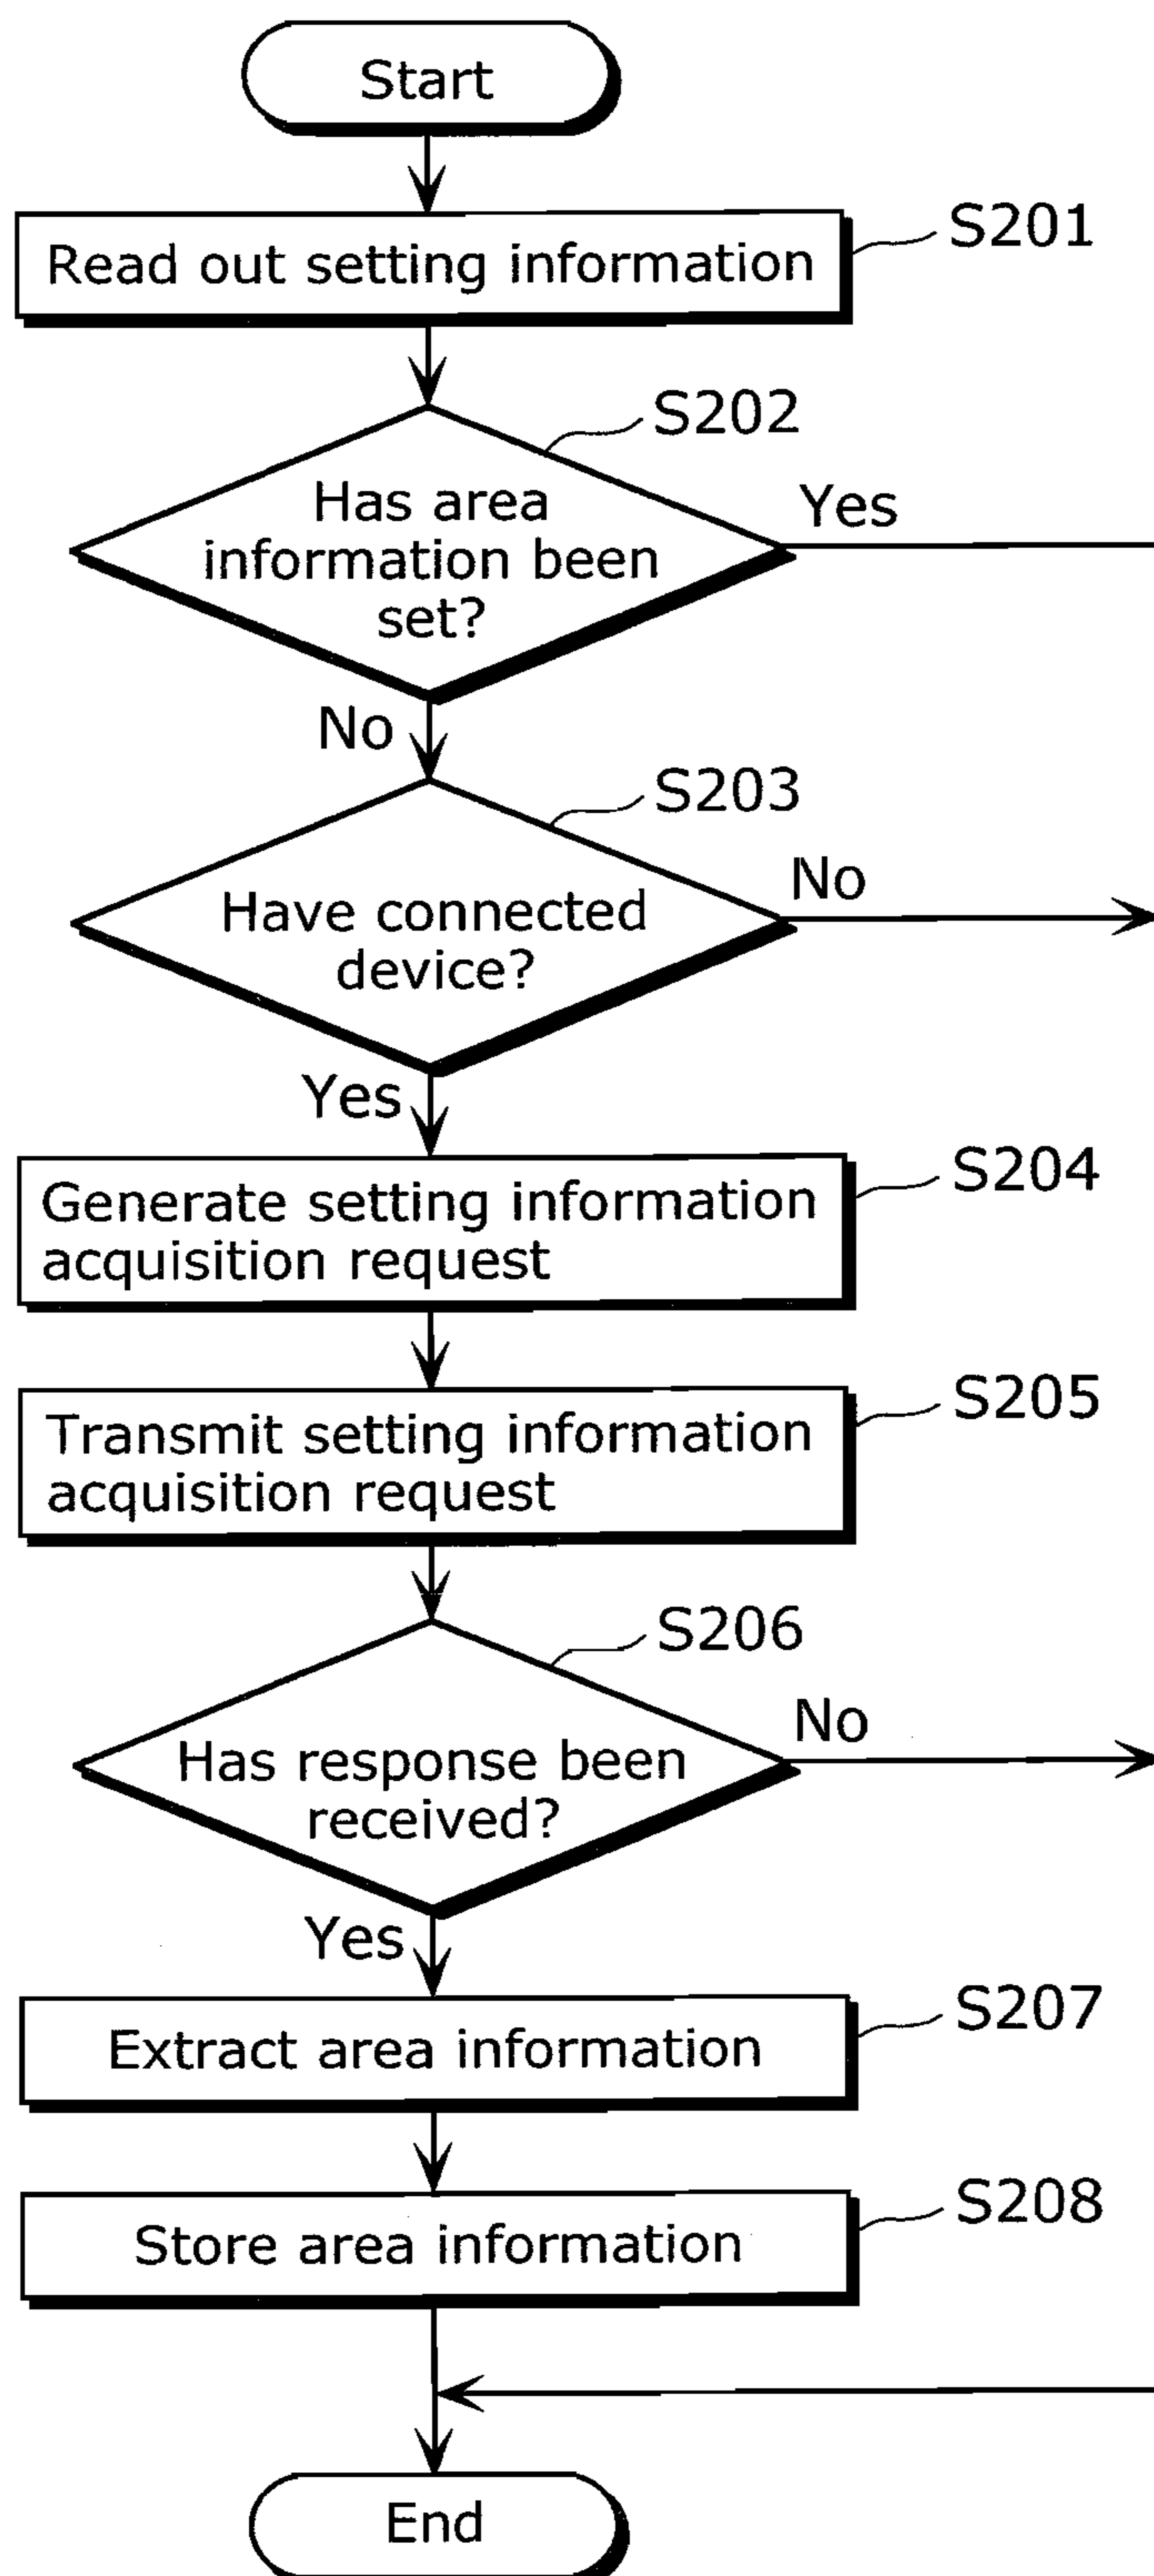 Start
Read out setting information
S201
S202
Has area
information been
set?
Yes
No
S203
Have connected
device?
No
Yes
S204
Generate setting information
acquisition request
S205
Transmit setting information
acquisition request
S206
Has response been
received?
No
Yes
S207
Extract area information
S208
Store area information
End